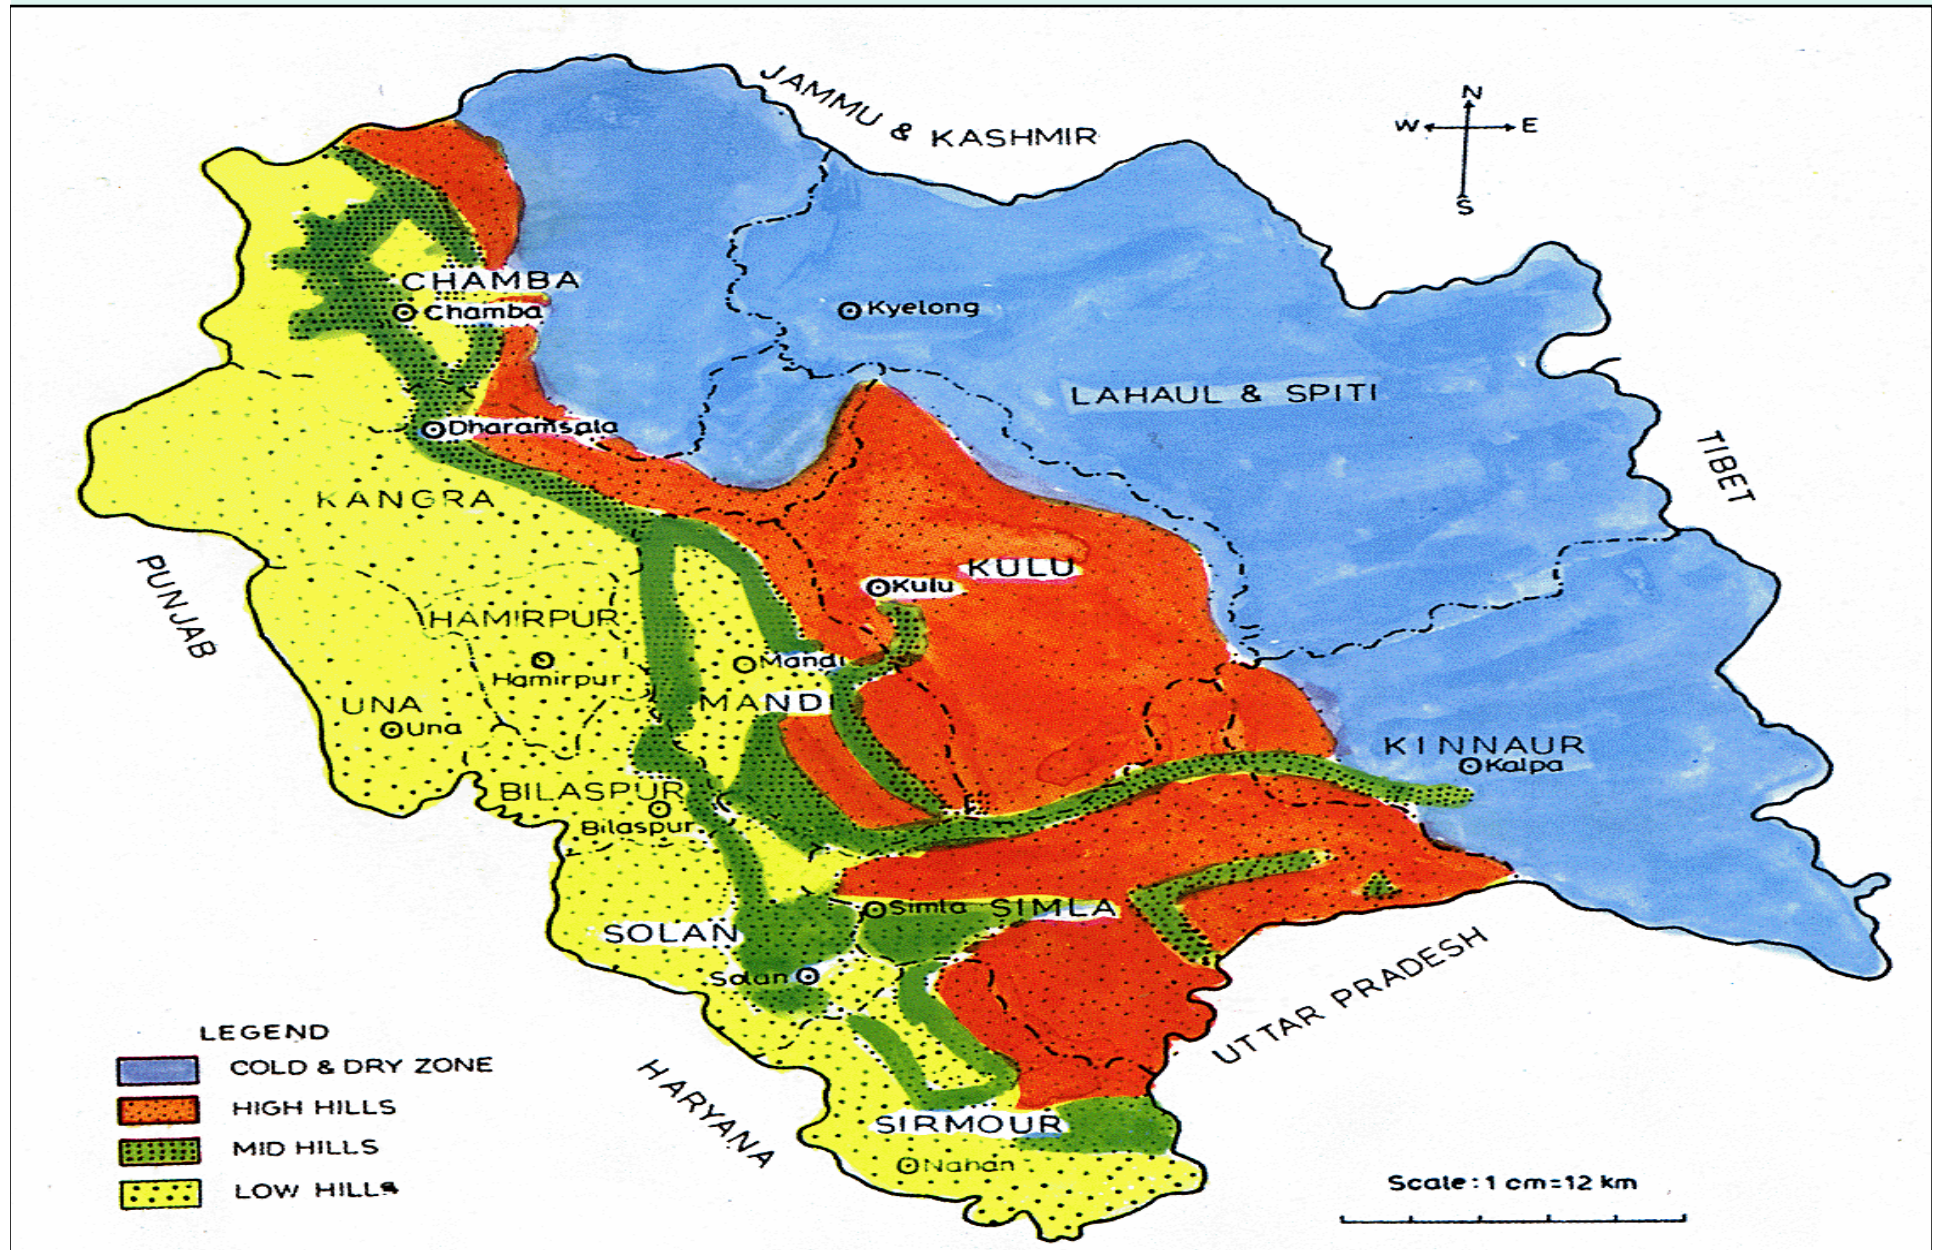 JAMMU & KASHMIR
N
W E
S
CHAMBA
Chamba
Kyelong
LAHAUL & SPITI
Dharamsala
TIBET
KANGRA
PUNJAB
KULU
Kulu
HAMIRPUR
Hamirpur
Mandi
MANDI
UNA
Una
KINNAUR
Kalpa
BILASPUR
Bilaspur
Simla SIMLA
SOLAN
Solan
UTTAR PRADESH
HARYANA
SIRMOUR
Nahan
LEGEND
COLD & DRY ZONE
HIGH HILLS
MID HILLS
LOW HILLS
Scale: 1 cm=12 km